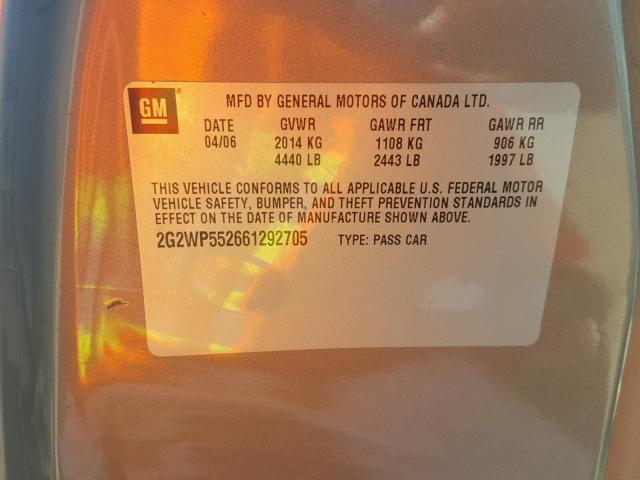 GM
MFD BY GENERAL MOTORS OF CANADA LTD.
DATE GVWR GAWR FRT GAWR RR
04/06 2014 KG 1108 KG 906 KG
4440 LB 2443 LB 1997 LB
THIS VEHICLE CONFORMS TO ALL APPLICABLE U.S. FEDERAL MOTOR
VEHICLE SAFETY, BUMPER, AND THEFT PREVENTION STANDARDS IN
EFFECT ON THE DATE OF MANUFACTURE SHOWN ABOVE.
2G2WP552661292705 TYPE: PASS CAR